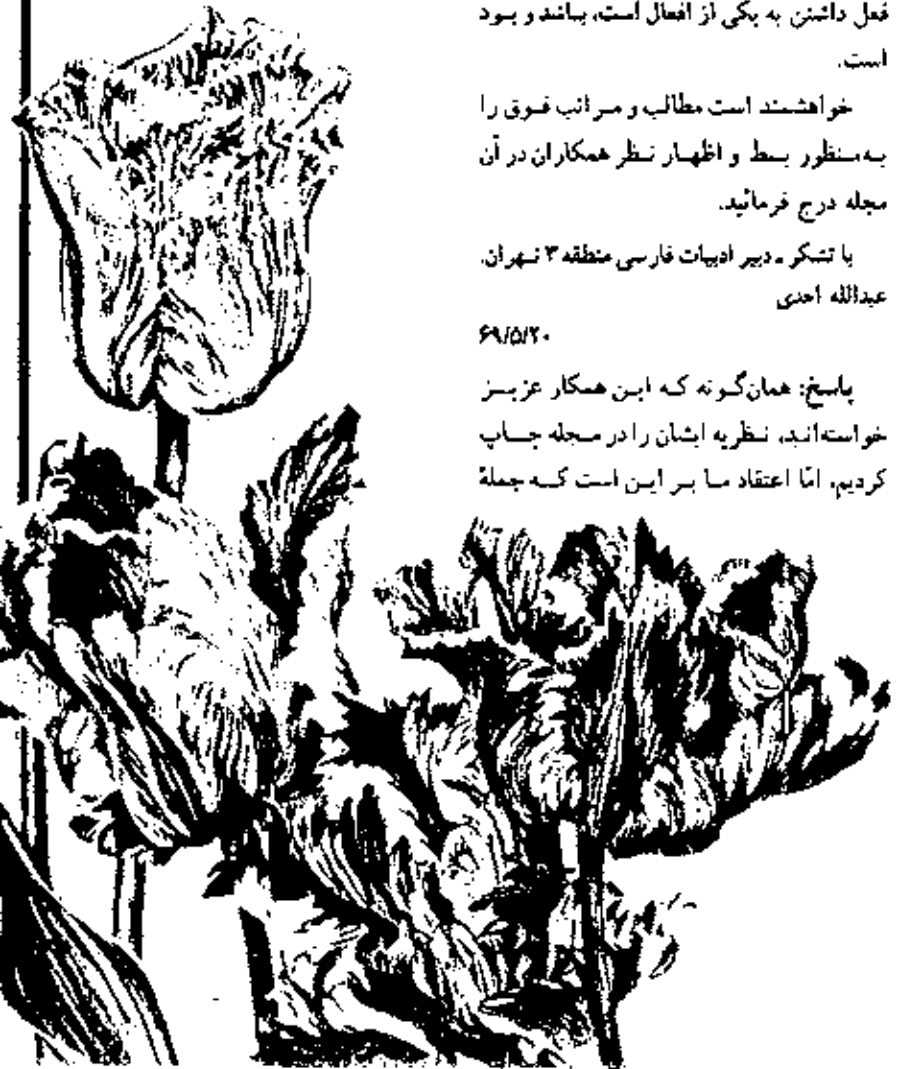 فعل داشتن به یکی از افعال است، باشد و بود
است.
خواهشمند است مطالب و مراتب فوق را
به‌منظور بسط و اظهار نظر همکاران در آن
مجله درج فرمائید.
با تشکر ـ دبیر ادبیات فارسی منطقه ۳ تهران.
عبدالله احدی
۶۹/۵/۲۰
پاسخ: همان‌گونه که این همکار عزیز
خواسته‌اند، نظریه ایشان را در مجله چاپ
کردیم، امّا اعتقاد ما بر این است که جملهٔ